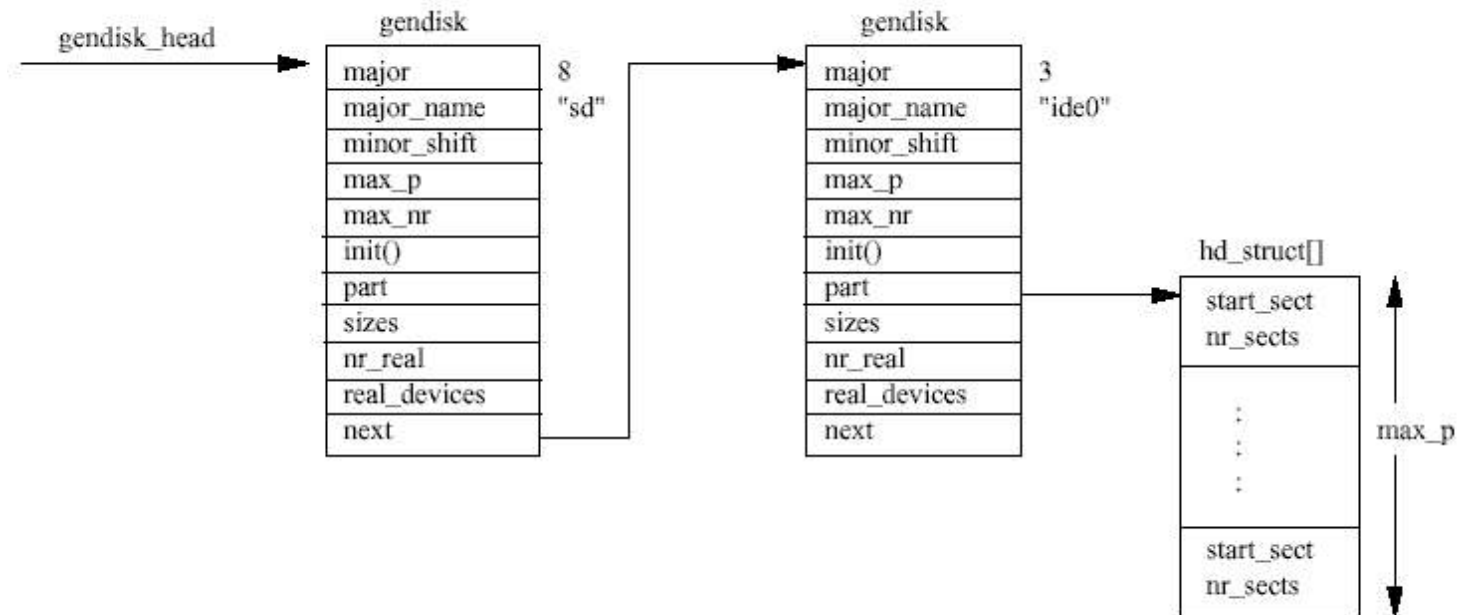 gendisk_head
gendisk
major 8
major_name "sd"
minor_shift
max_p
max_nr
init()
part
sizes
nr_real
real_devices
next
gendisk
major 3
major_name "ide0"
minor_shift
max_p
max_nr
init()
part
sizes
nr_real
real_devices
next
hd_struct[]
start_sect
nr_sects
:
:
:
max_p
start_sect
nr_sects